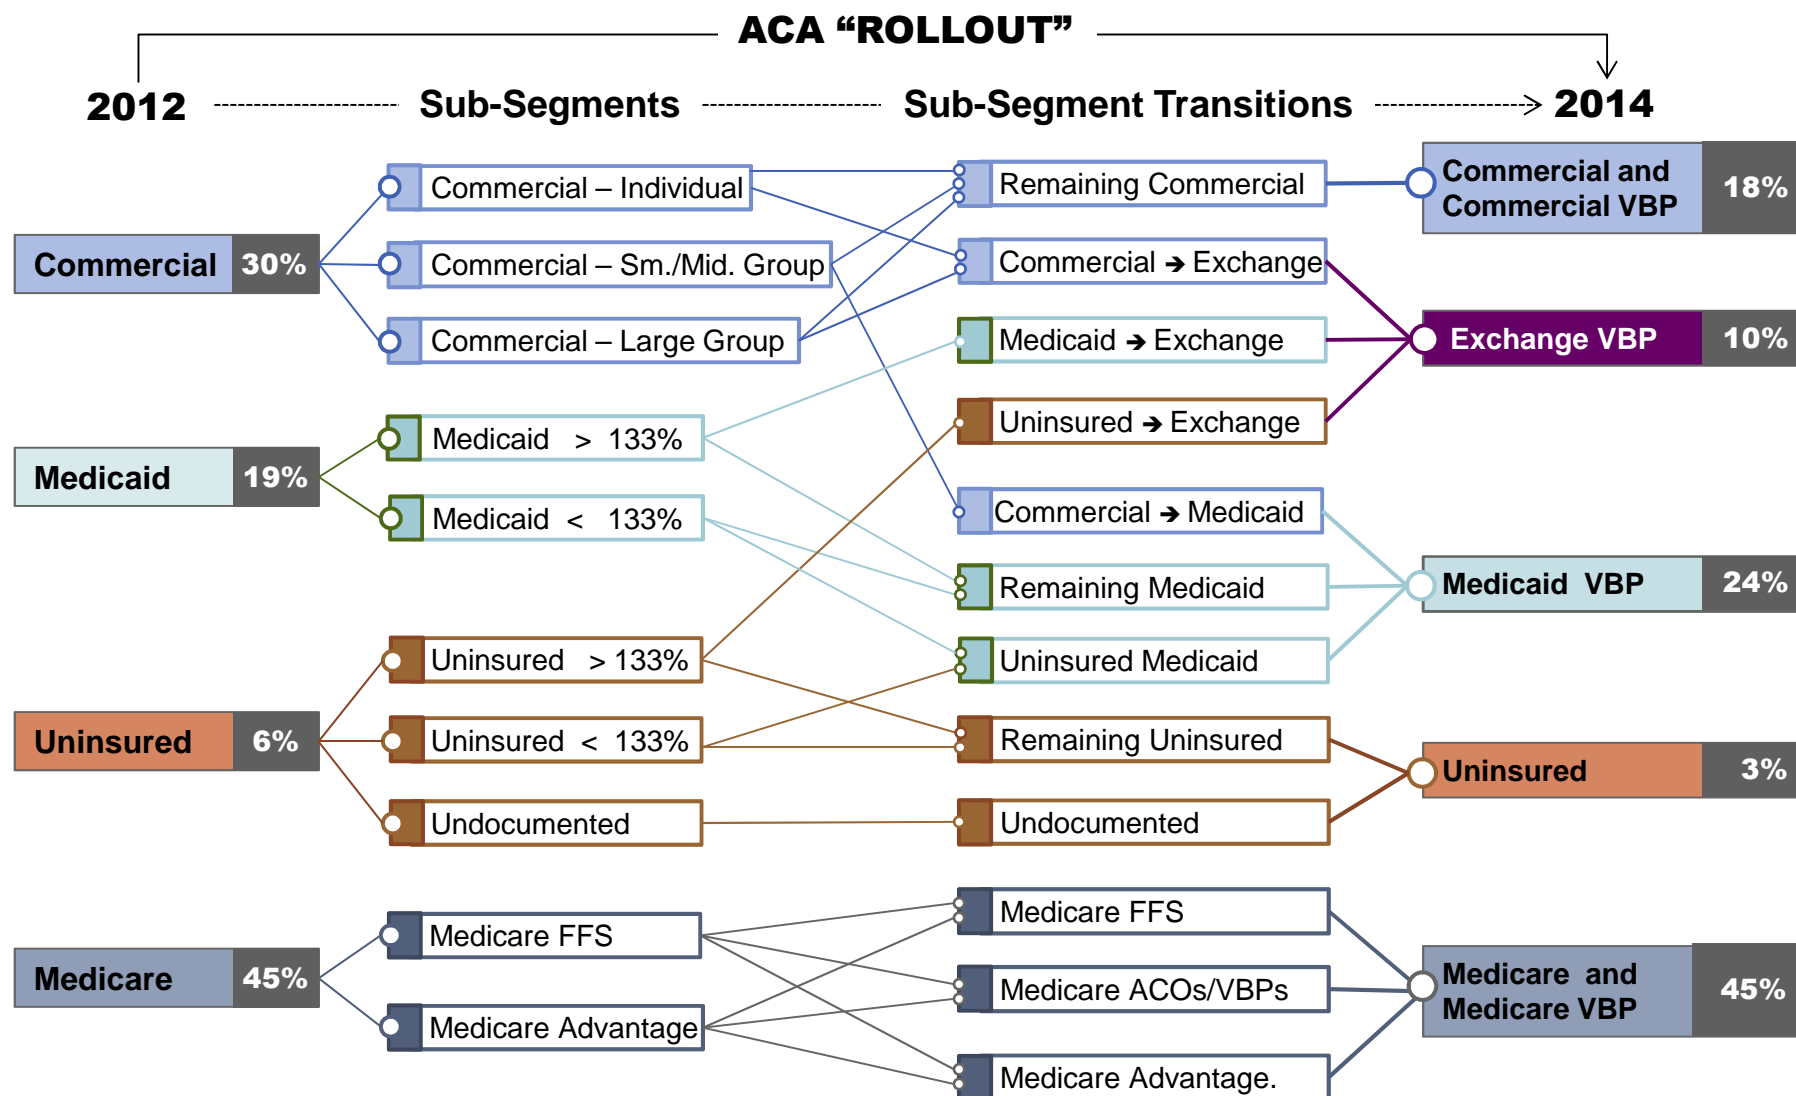 ACA “ROLLOUT”
2012
Sub-Segments
Sub-Segment Transitions
2014
Commercial 30%
Medicaid 19%
Uninsured 6%
Medicare 45%
Commercial – Individual
Commercial – Sm./Mid. Group
Commercial – Large Group
Medicaid > 133%
Medicaid < 133%
Uninsured > 133%
Uninsured < 133%
Undocumented
Medicare FFS
Medicare Advantage
Remaining Commercial
Commercial ➔ Exchange
Medicaid ➔ Exchange
Uninsured ➔ Exchange
Commercial ➔ Medicaid
Remaining Medicaid
Uninsured Medicaid
Remaining Uninsured
Undocumented
Medicare FFS
Medicare ACOs/VBPs
Medicare Advantage.
Commercial and
Commercial VBP
18%
Exchange VBP 10%
Medicaid VBP 24%
Uninsured 3%
Medicare and
Medicare VBP
45%